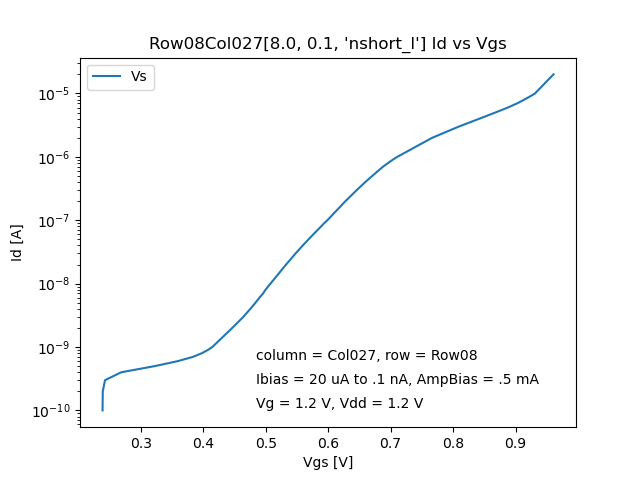 Row08Col027[8.0, 0.1, 'nshort_l'] Id vs Vgs
Vs
10⁻⁵
10⁻⁶
10⁻⁷
10⁻⁸
10⁻⁹
10⁻¹⁰
Id [A]
column = Col027, row = Row08
Ibias = 20 uA to .1 nA, AmpBias = .5 mA
Vg = 1.2 V, Vdd = 1.2 V
0.3 0.4 0.5 0.6 0.7 0.8 0.9
Vgs [V]